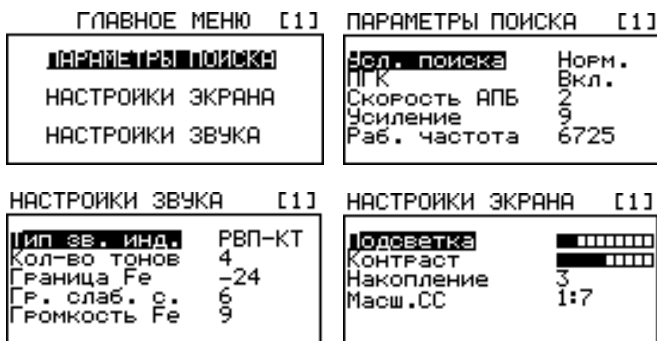 ГЛАВНОЕ МЕНЮ [1]
ПАРАМЕТРЫ ПОИСКА
НАСТРОЙКИ ЭКРАНА
НАСТРОЙКИ ЗВУКА
ПАРАМЕТРЫ ПОИСКА [1]
Усл. поиска Норм.
ПГК Вкл.
Скорость АПБ 2
Усиление 9
Раб. частота 6725
НАСТРОЙКИ ЗВУКА [1]
Тип зв. инд. РВП-КТ
Кол-во тонов 4
Граница Fe -24
Гр. слаб. с. 6
Громкость Fe 9
НАСТРОЙКИ ЭКРАНА [1]
Подсветка
Контраст
Накопление 3
Масш.СС 1:7